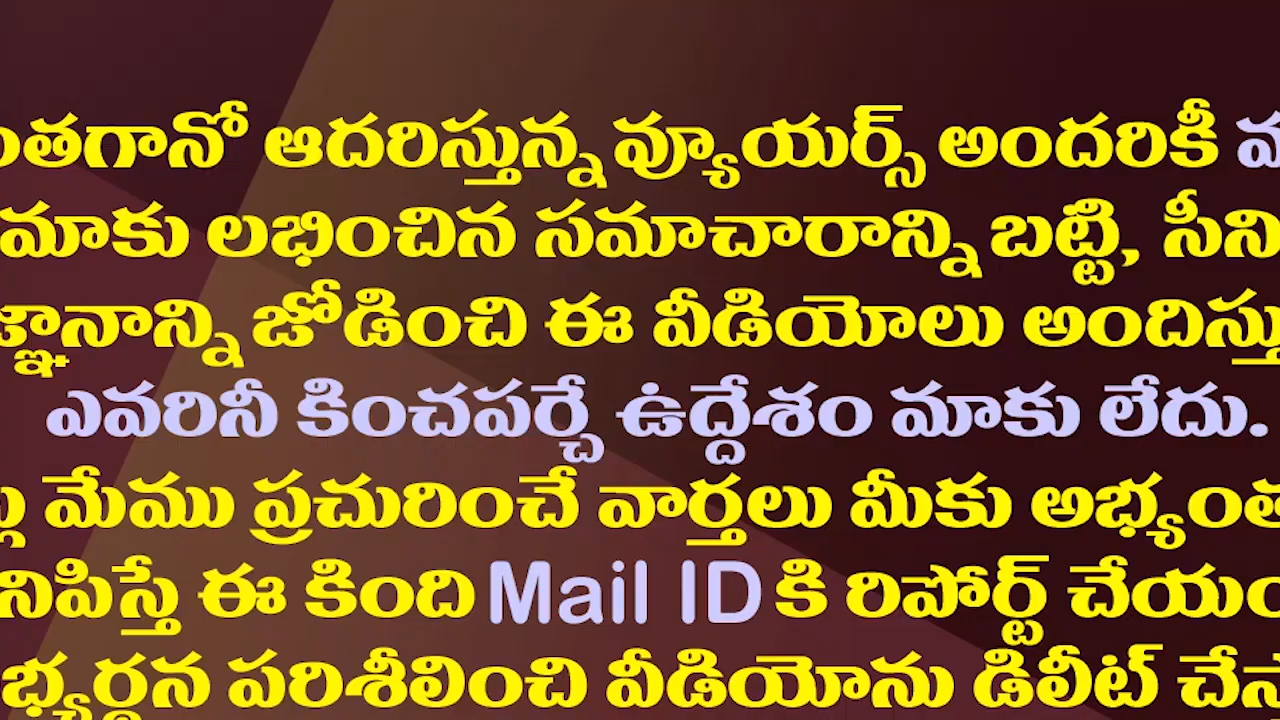 ఆదరిస్తున్న వ్యూయర్స్ అందరికీ
మాకు లభించిన సమాచారాన్ని బట్టి,
జోడించి ఈ వీడియోలు
ఎవరినీ కించపర్చే ఉద్దేశం మాకు లేదు.
మేము ప్రచురించే వార్తలు మీకు
ఈ కింది Mail ID కి రిపోర్ట్
పరిశీలించి వీడియోను డిలీట్